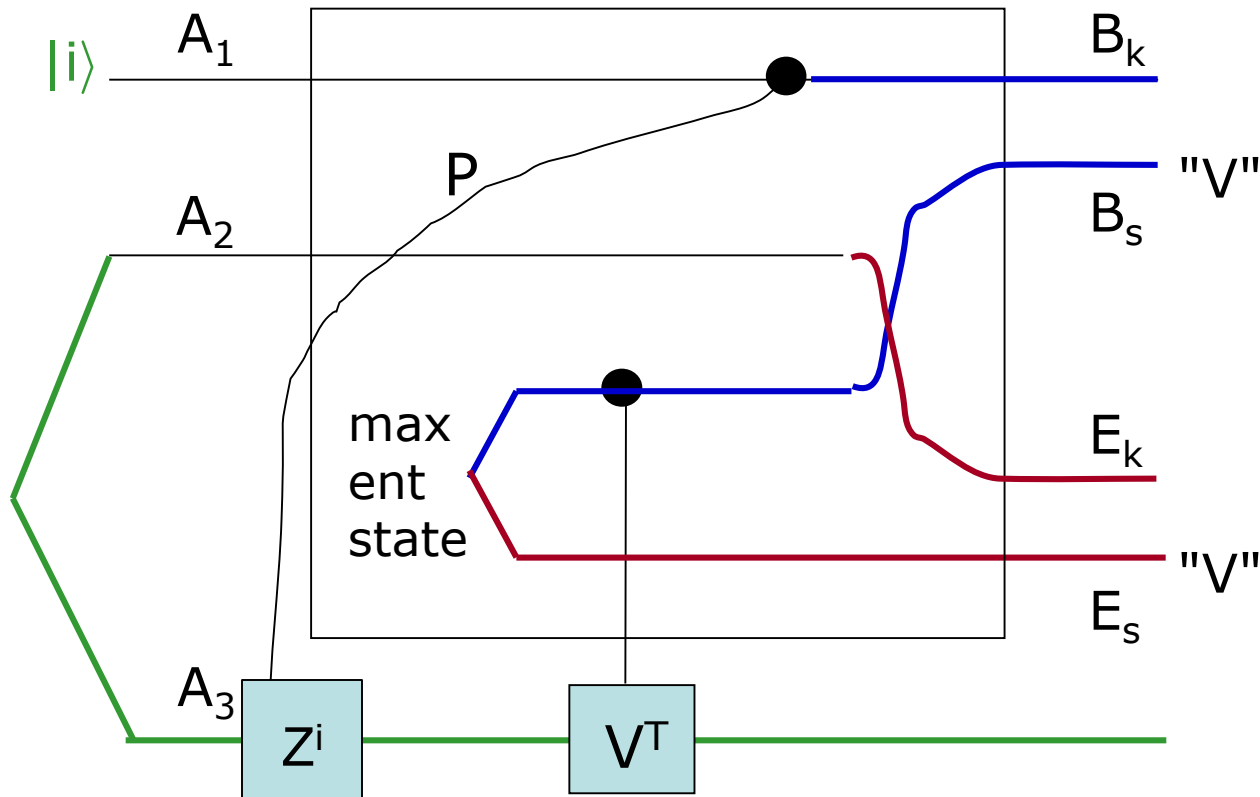 |i⟩
A₁
Bₖ
"V"
P
A₂
Bₛ
max
ent
state
Eₖ
"V"
Eₛ
A₃
Zⁱ
Vᵀ